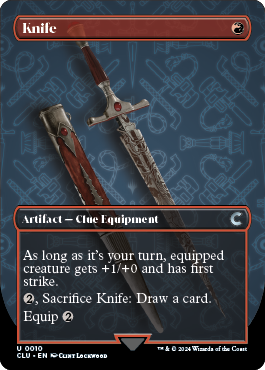 Knife
Artifact — Clue Equipment
As long as it's your turn, equipped
creature gets +1/+0 and has first
strike.
2, Sacrifice Knife: Draw a card.
Equip 2
U 0010
CLU • EN Clint Lockwood
™ & © 2024 Wizards of the Coast